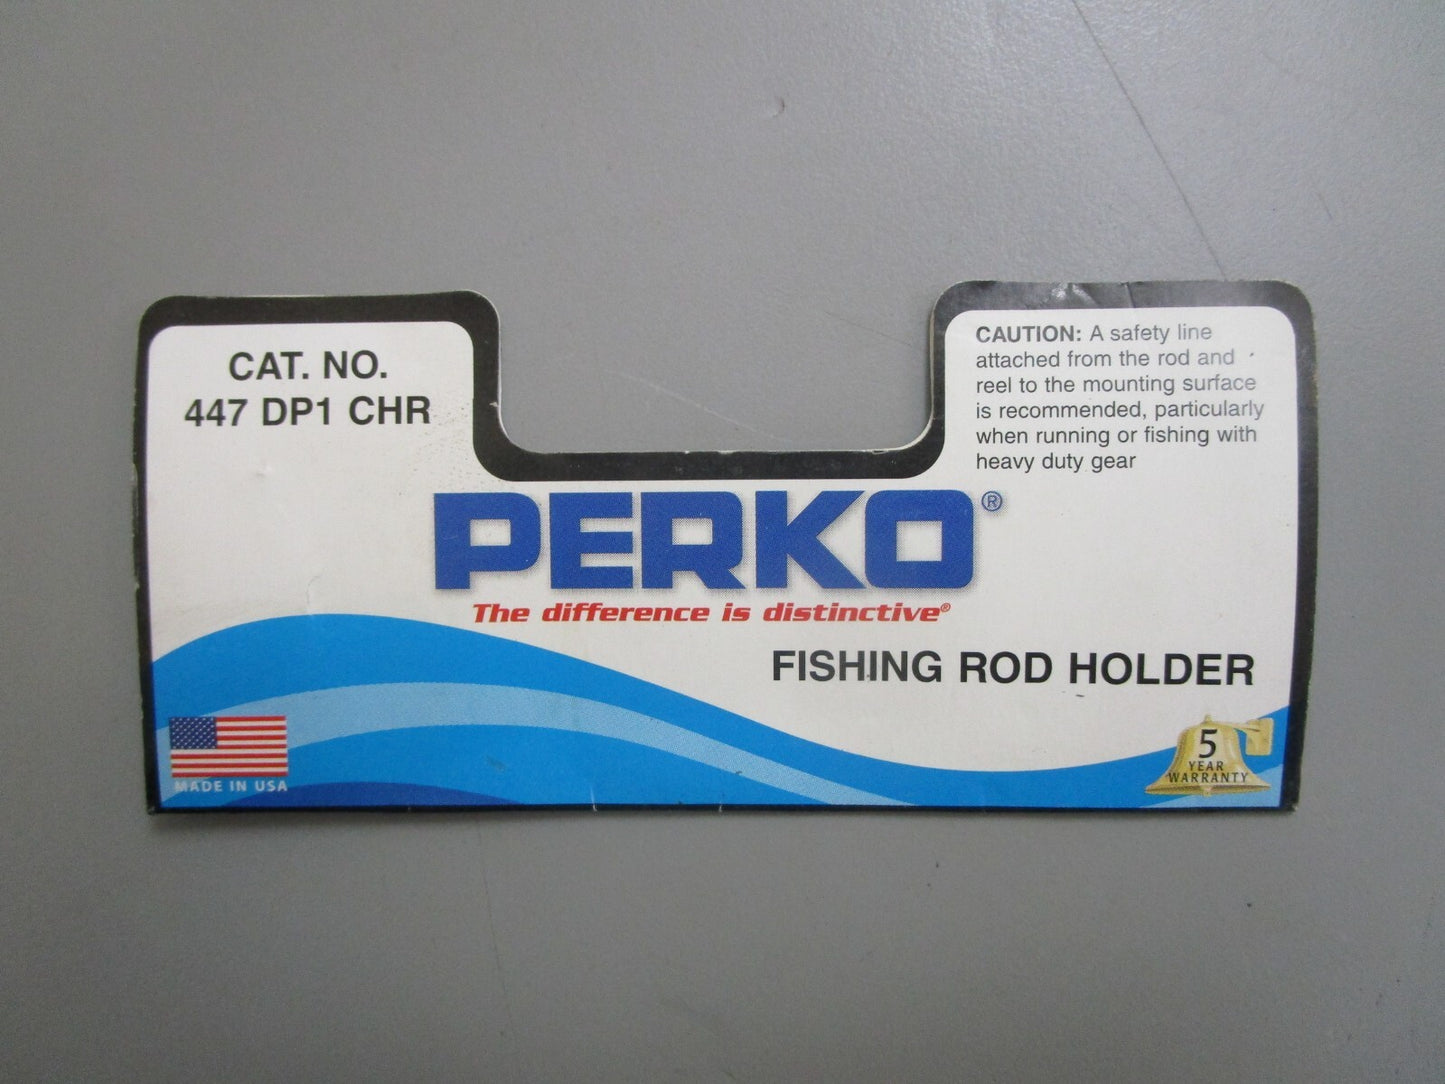 CAT. NO.
447 DP1 CHR
CAUTION: A safety line
attached from the rod and
reel to the mounting surface
is recommended, particularly
when running or fishing with
heavy duty gear
PERKO®
The difference is distinctive®
FISHING ROD HOLDER
MADE IN USA
5
YEAR
WARRANTY